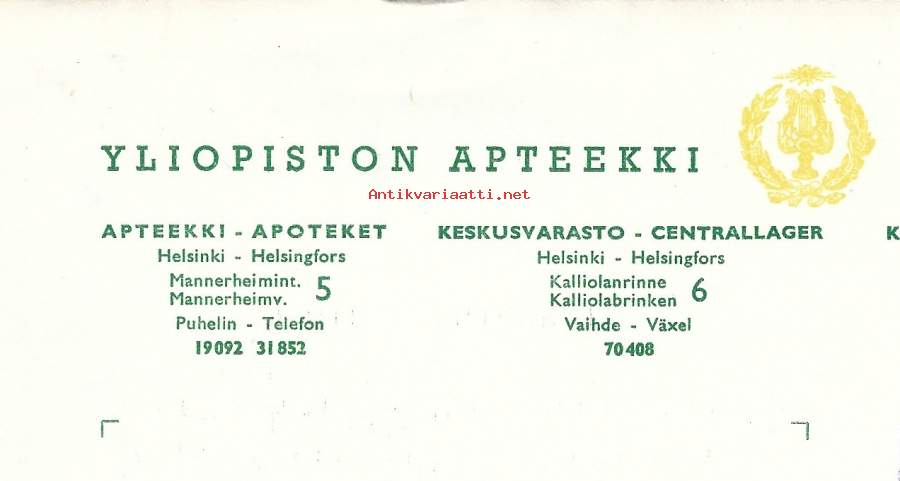 YLIOPISTON APTEEKKI
Antikvariaatti.net
APTEEKKI - APOTEKET
Helsinki - Helsingfors
Mannerheimint. 5
Mannerheimv.
Puhelin - Telefon
19092 31852
KESKUSVARASTO - CENTRALLAGER
Helsinki - Helsingfors
Kalliolanrinne 6
Kalliolabrinken
Vaihde - Växel
70408
K